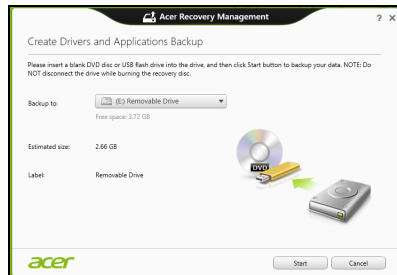 Acer Recovery Management
? ×
Create Drivers and Applications Backup
Please insert a blank DVD disc or USB flash drive into the drive, and then click Start button to backup your data. NOTE: Do
NOT disconnect the drive while burning the recovery disc.
Backup to: (E:) Removable Drive
Free space: 3.72 GB
Estimated size: 2.66 GB
DVD
Label: Removable Drive
acer
Start Cancel